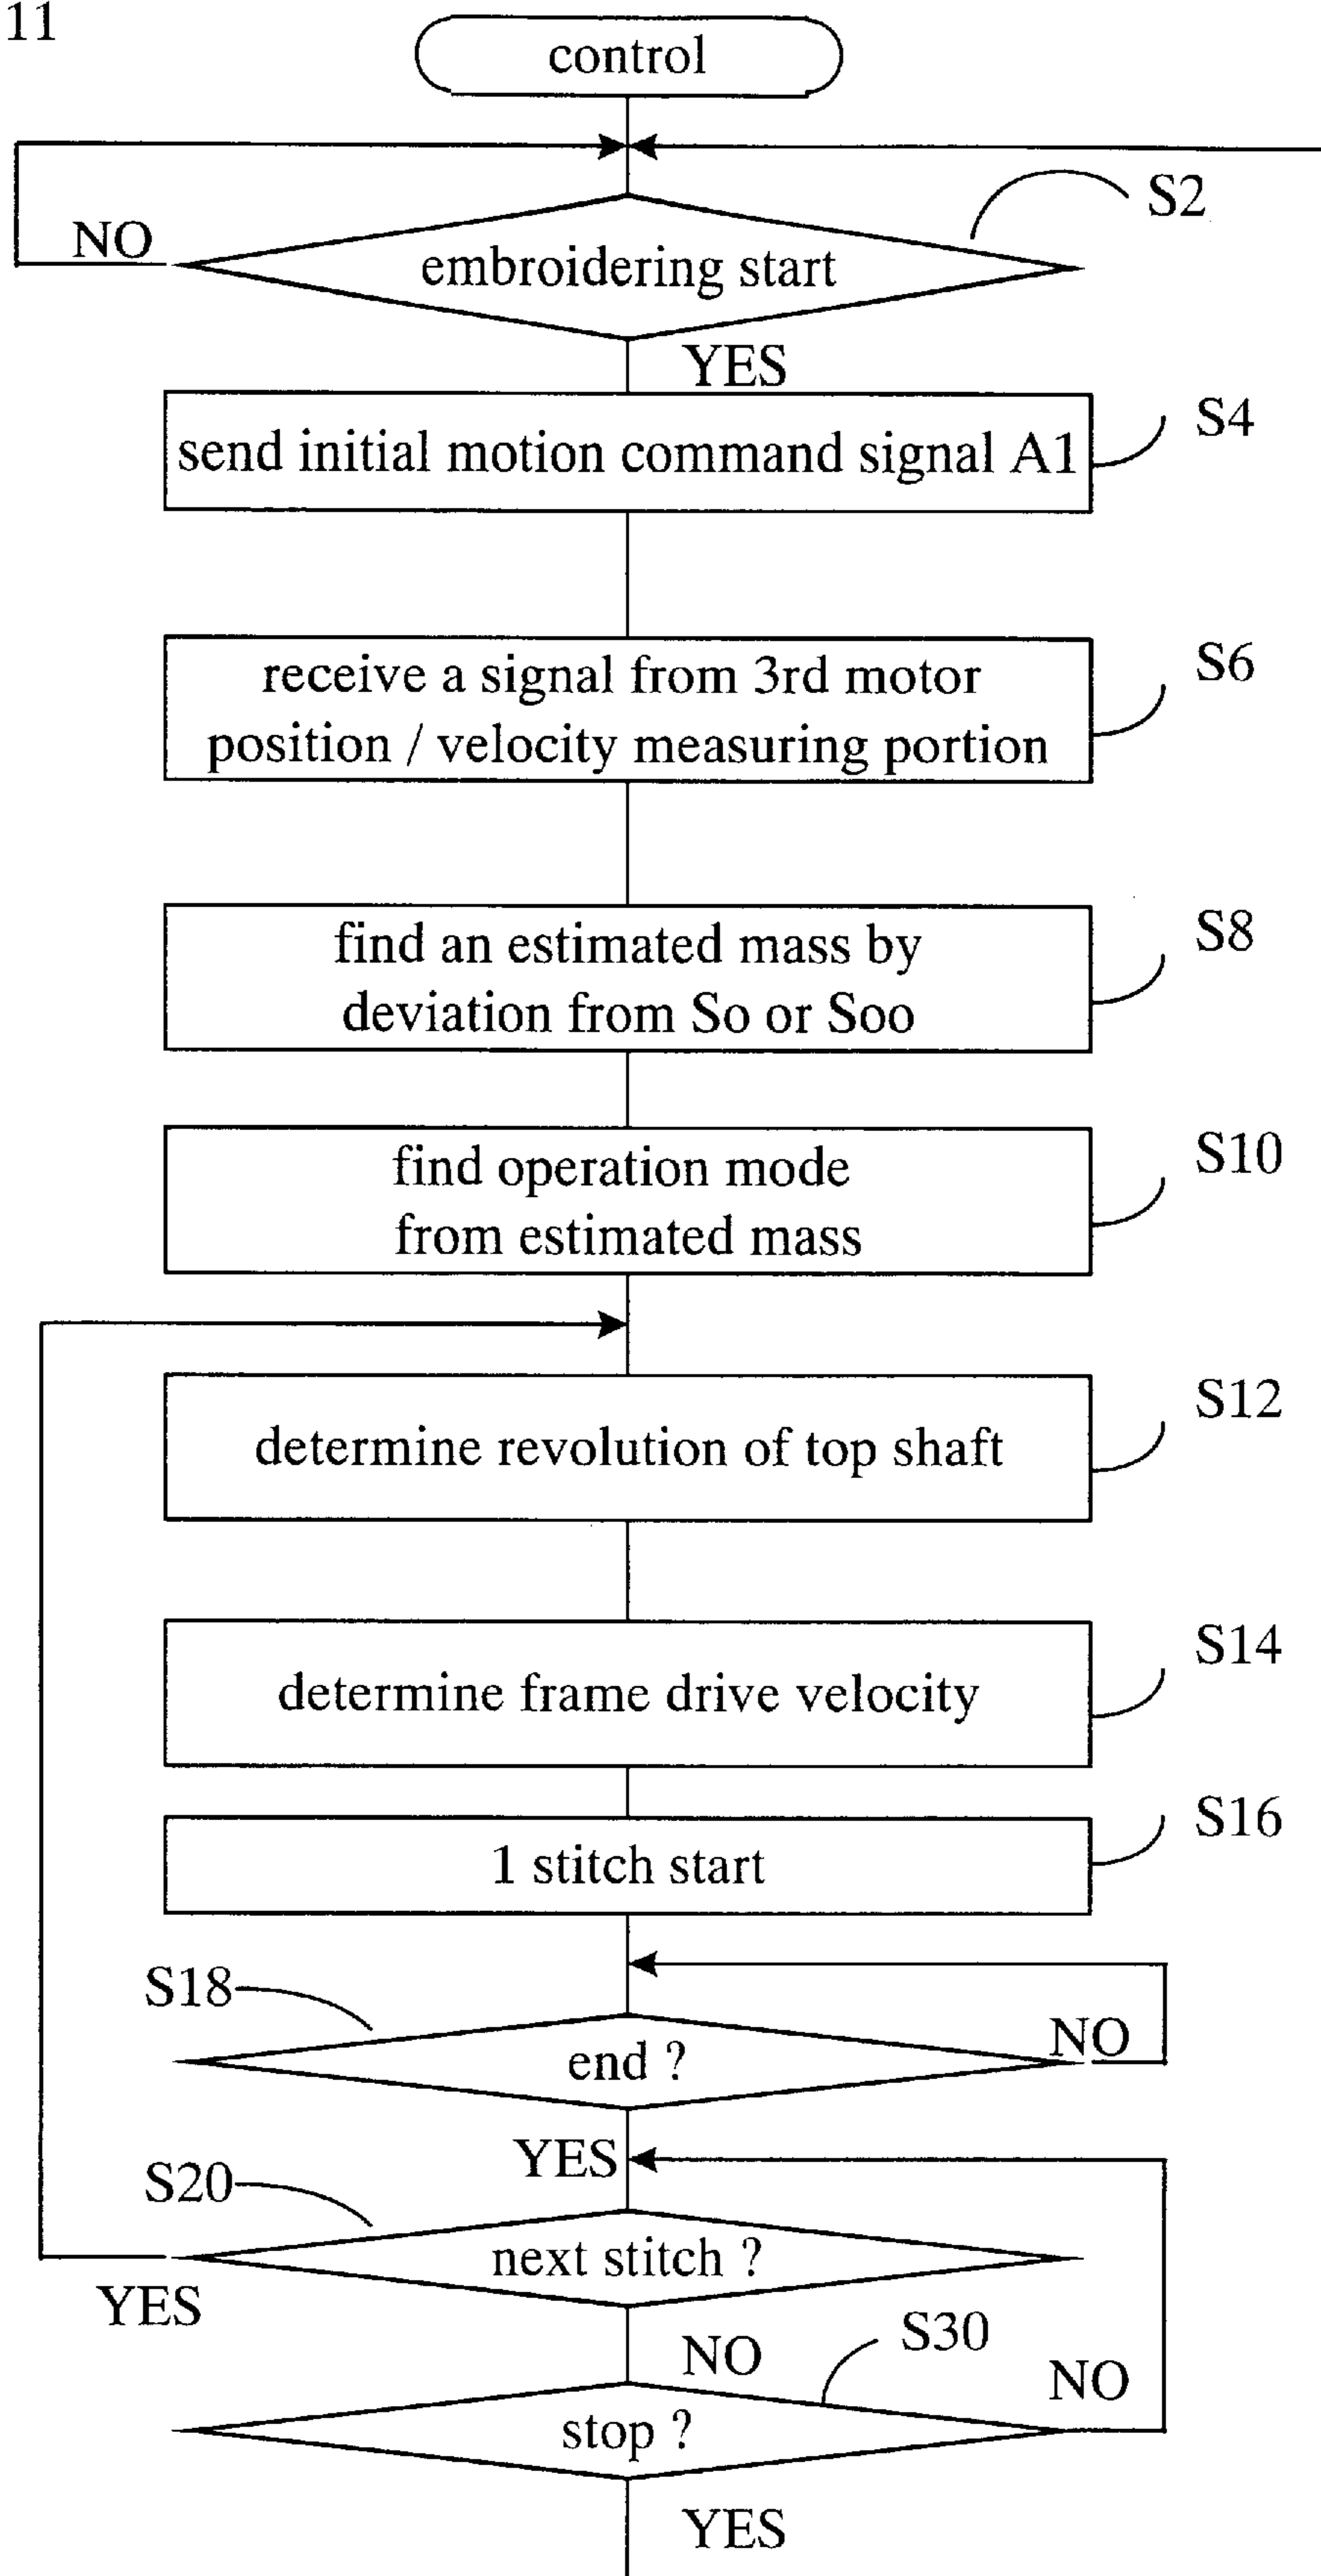 11
control
S2
NO
embroidering start
YES
S4
send initial motion command signal A1
S6
receive a signal from 3rd motor
position / velocity measuring portion
S8
find an estimated mass by
deviation from So or Soo
S10
find operation mode
from estimated mass
S12
determine revolution of top shaft
S14
determine frame drive velocity
S16
1 stitch start
S18
NO
end ?
YES
S20
next stitch ?
YES
NO
S30
NO
stop ?
YES